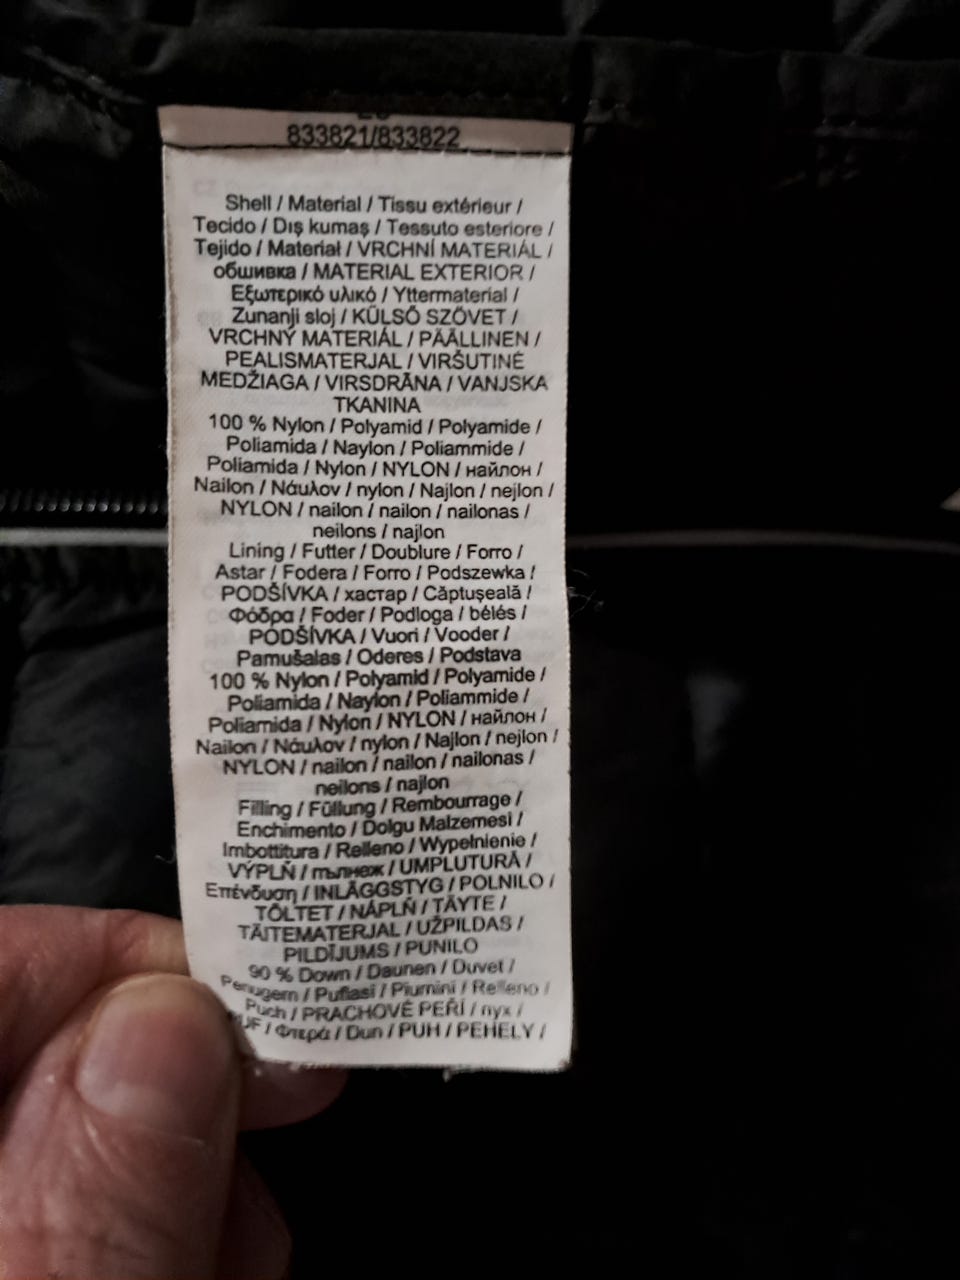 833821/833822
Shell / Material / Tissu extérieur /
Tecido / Dış kumaş / Tessuto esteriore /
Tejido / Materiał / VRCHNÍ MATERIÁL /
обшивка / MATERIAL EXTERIOR /
Εξωτερικό υλικό / Yttermaterial /
Zunanji sloj / KÜLSŐ SZÖVET /
VRCHNÝ MATERIÁL / PÄÄLLINEN /
PEALISMATERJAL / VIRŠUTINĖ
MEDŽIAGA / VIRSDRĀNA / VANJSKA
TKANINA
100 % Nylon / Polyamid / Polyamide /
Poliamida / Naylon / Poliammide /
Poliamida / Nylon / NYLON / найлон /
Nailon / Νάυλον / nylon / Najlon / nejlon /
NYLON / nailon / nailon / nailonas /
neilons / najlon
Lining / Futter / Doublure / Forro /
Astar / Fodera / Forro / Podszewka /
PODŠÍVKA / хастар / Căptușeală /
Φόδρα / Foder / Podloga / bélés /
PODŠÍVKA / Vuori / Vooder /
Pamušalas / Oderes / Podstava
100 % Nylon / Polyamid / Polyamide /
Poliamida / Naylon / Poliammide /
Poliamida / Nylon / NYLON / найлон /
Nailon / Νάυλον / nylon / Najlon / nejlon /
NYLON / nailon / nailon / nailonas /
neilons / najlon
Filling / Füllung / Rembourrage /
Enchimento / Dolgu Malzemesi /
Imbottitura / Relleno / Wypełnienie /
VÝPLŇ / пълнеж / UMPLUTURĂ /
Επένδυση / INLÄGGSTYG / POLNILO /
TÖLTET / NÁPLŇ / TÄYTE /
TÄITEMATERJAL / UŽPILDAS /
PILDĪJUMS / PUNILO
90 % Down / Daunen / Duvet /
Penugem / Puflasi / Piumini / Relleno /
Puch / PRACHOVÉ PEŘÍ / пух /
PUF / Φτερά / Dun / PUH / PEHELY /